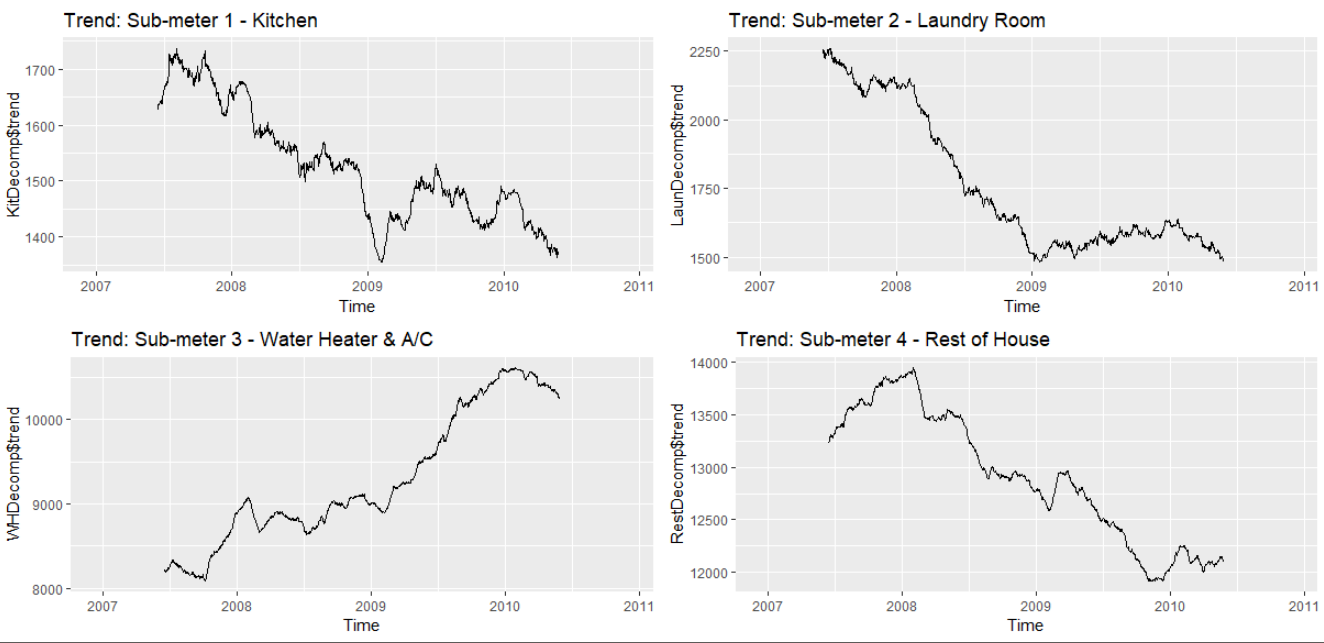 Trend: Sub-meter 1 - Kitchen
KitDecomp$trend
1700
1600
1500
1400
2007 2008 2009 2010 2011
Time
Trend: Sub-meter 2 - Laundry Room
LaunDecomp$trend
2250
2000
1750
1500
2007 2008 2009 2010 2011
Time
Trend: Sub-meter 3 - Water Heater & A/C
WHDecomp$trend
10000
9000
8000
2007 2008 2009 2010 2011
Time
Trend: Sub-meter 4 - Rest of House
RestDecomp$trend
14000
13500
13000
12500
12000
2007 2008 2009 2010 2011
Time